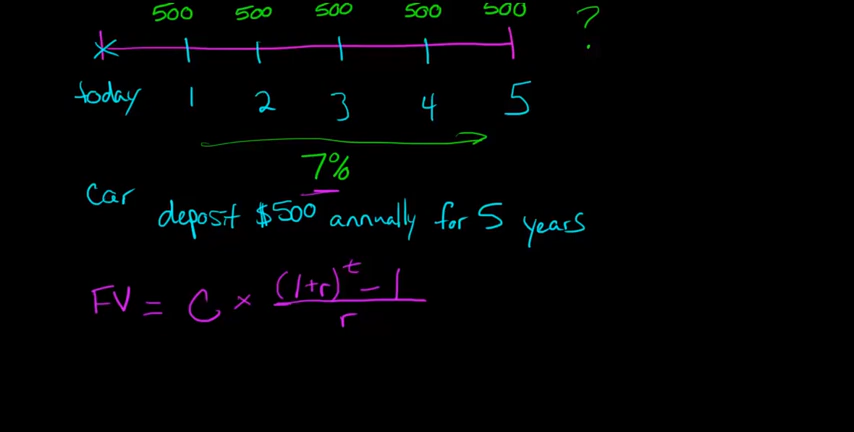 500 500 500 500 500 ?
today 1 2 3 4 5
7%
Car
deposit $500 annually for 5 years
FV = C × (1+r)^t - 1
r